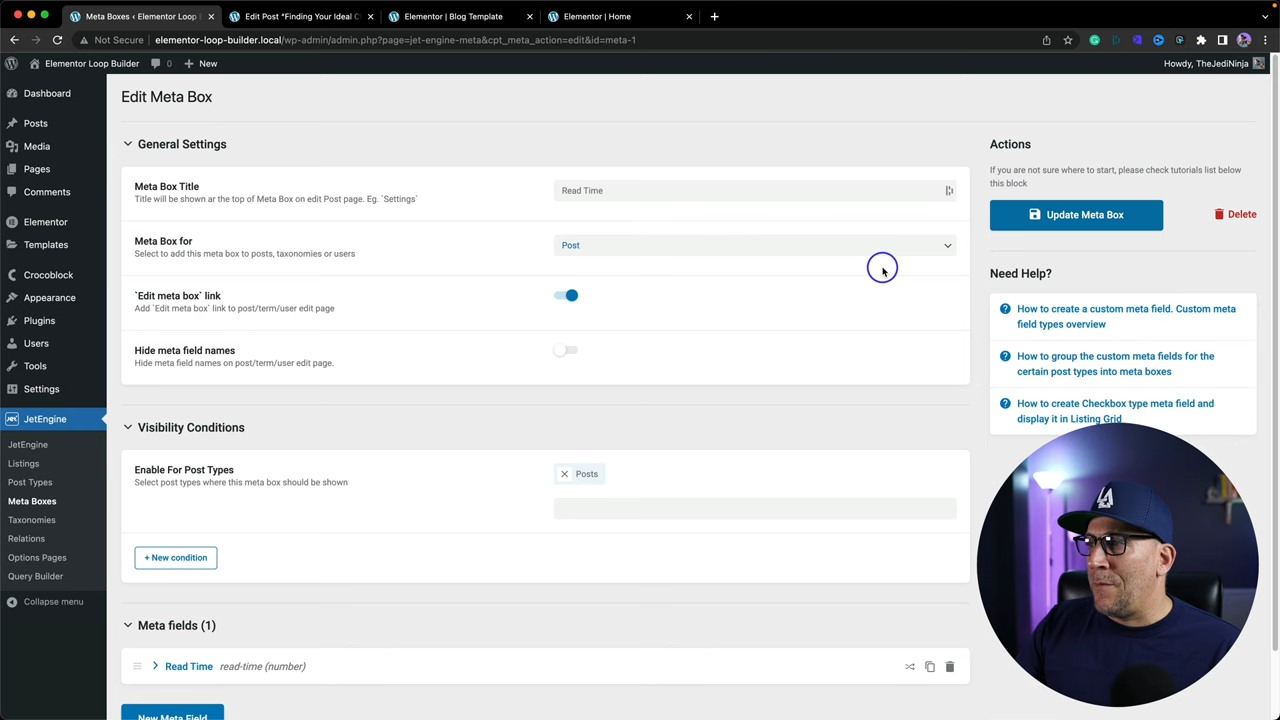 Meta Boxes ‹ Elementor Loop
Edit Post "Finding Your Ideal C
Elementor | Blog Template
Elementor | Home
Not Secure
elementor-loop-builder.local/wp-admin/admin.php?page=jet-engine-meta&cpt_meta_action=edit&id=meta-1
Elementor Loop Builder
0
New
Howdy, TheJediNinja
Dashboard
Posts
Media
Pages
Comments
Elementor
Templates
Crocoblock
Appearance
Plugins
Users
Tools
Settings
JetEngine
JetEngine
Listings
Post Types
Meta Boxes
Taxonomies
Relations
Options Pages
Query Builder
Collapse menu
Edit Meta Box
General Settings
Meta Box Title
Title will be shown ar the top of Meta Box on edit Post page. Eg. `Settings`
Read Time
Meta Box for
Select to add this meta box to posts, taxonomies or users
Post
`Edit meta box` link
Add `Edit meta box` link to post/term/user edit page
Hide meta field names
Hide meta field names on post/term/user edit page.
Visibility Conditions
Enable For Post Types
Select post types where this meta box should be shown
Posts
+ New condition
Meta fields (1)
Read Time read-time (number)
New Meta Field
Actions
If you are not sure where to start, please check tutorials list below
this block
Update Meta Box
Delete
Need Help?
How to create a custom meta field. Custom meta
field types overview
How to group the custom meta fields for the
certain post types into meta boxes
How to create Checkbox type meta field and
display it in Listing Grid